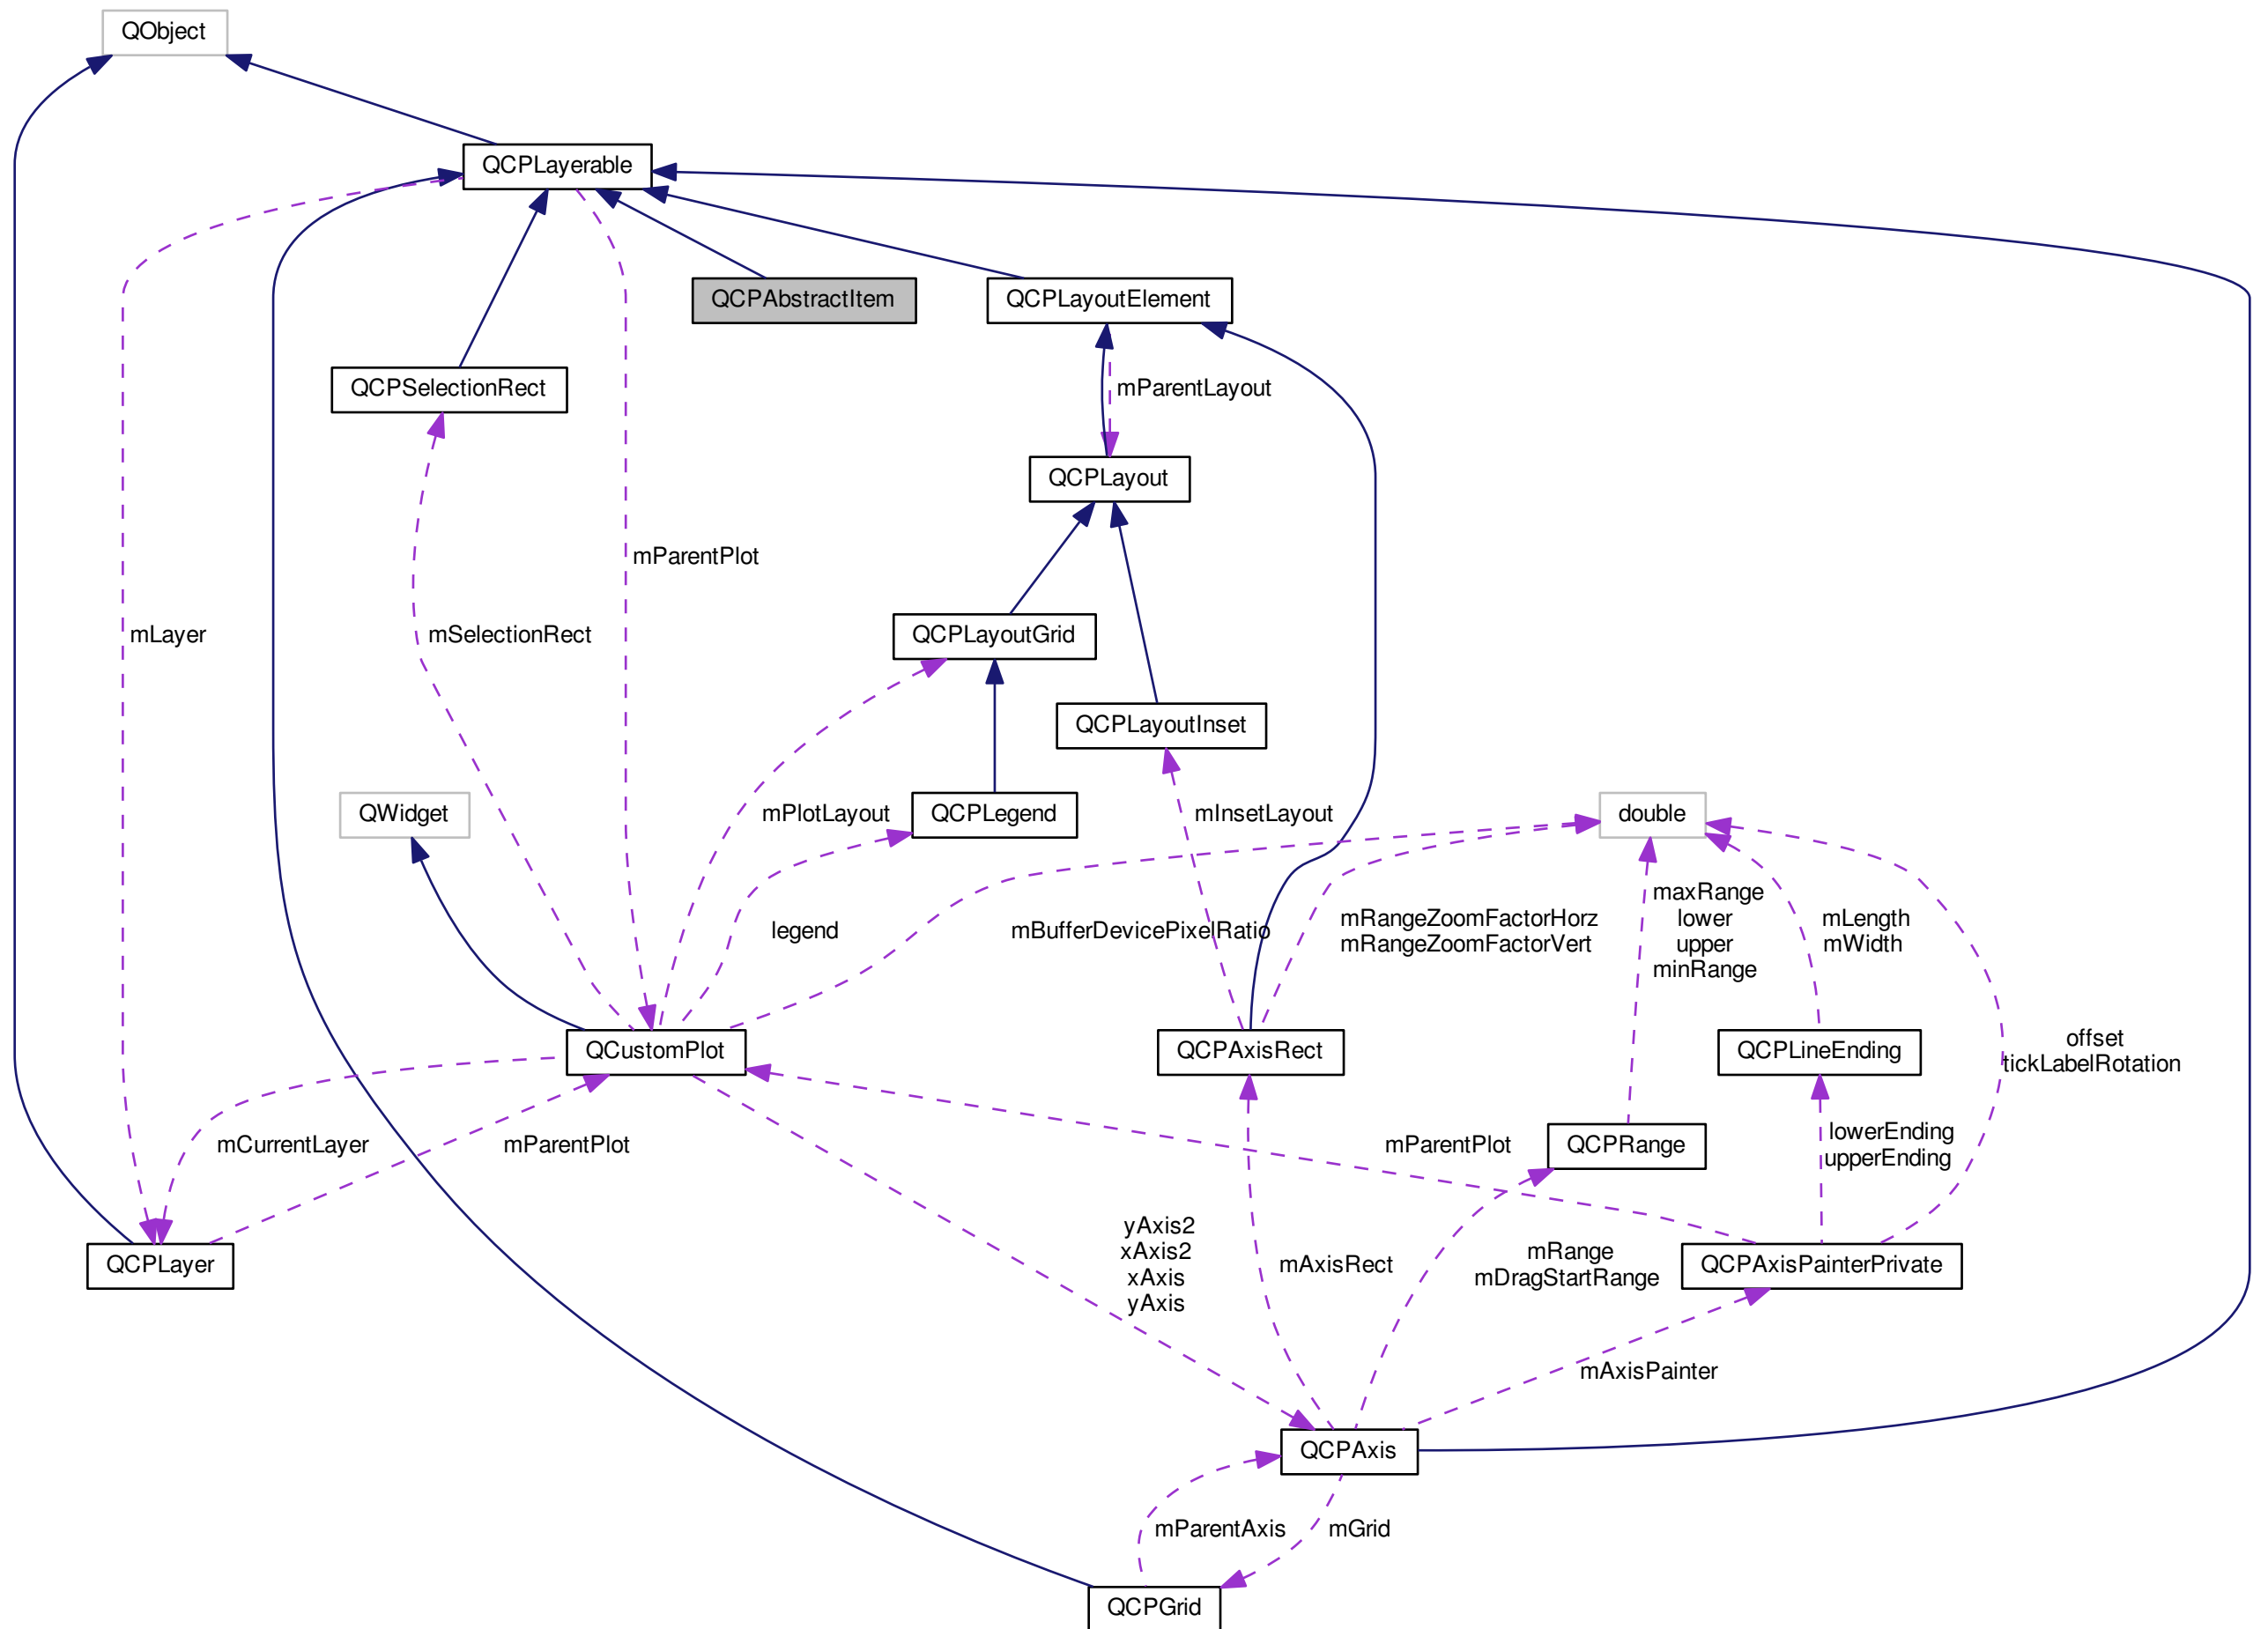 QObject
QCPLayerable
QCPAbstractItem
QCPLayoutElement
QCPSelectionRect
mParentLayout
QCPLayout
mParentPlot
mLayer
mSelectionRect
QCPLayoutGrid
QCPLayoutInset
QWidget
mPlotLayout
QCPLegend
mInsetLayout
double
legend
mBufferDevicePixelRatio
mRangeZoomFactorHorz
mRangeZoomFactorVert
maxRange
lower
upper
minRange
mLength
mWidth
QCustomPlot
QCPAxisRect
QCPLineEnding
offset
tickLabelRotation
mCurrentLayer
mParentPlot
mParentPlot
QCPRange
lowerEnding
upperEnding
QCPLayer
yAxis2
xAxis2
xAxis
yAxis
mAxisRect
mRange
mDragStartRange
QCPAxisPainterPrivate
mAxisPainter
QCPAxis
mParentAxis
mGrid
QCPGrid